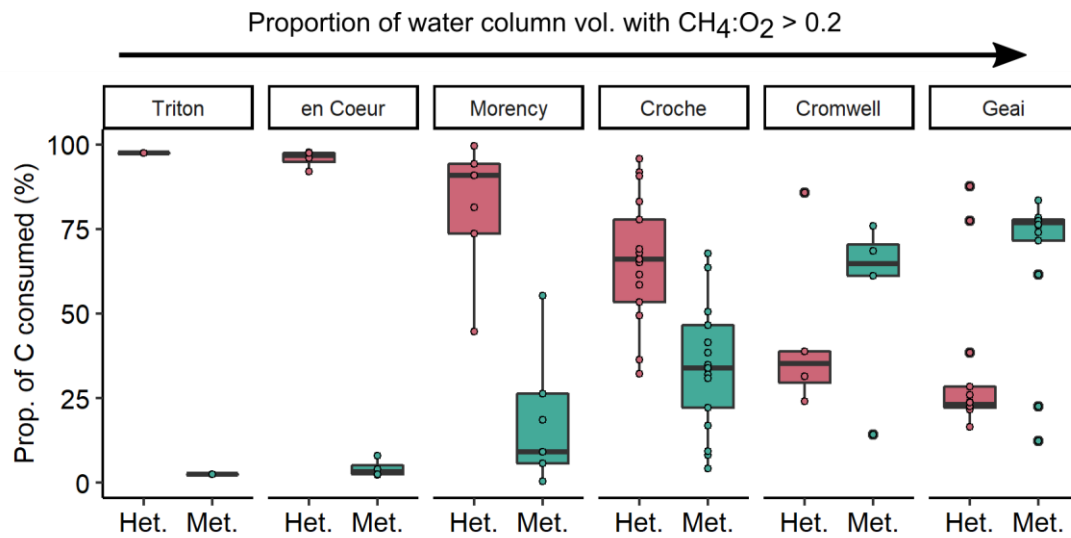 Proportion of water column vol. with CH4:O2 > 0.2
Triton en Coeur Morency Croche Cromwell Geai
Prop. of C consumed (%)
100
75
50
25
0
Het. Met. Het. Met. Het. Met. Het. Met. Het. Met. Het. Met.